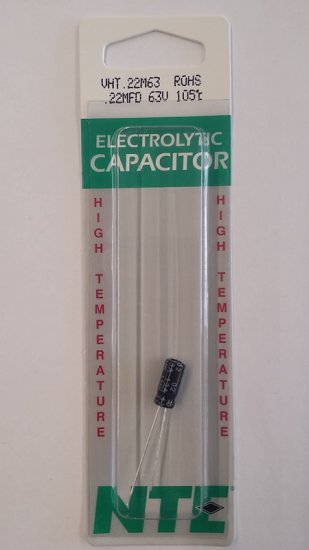 VHT.22M63 ROHS
.22MFD 63V 105℃
ELECTROLYTIC
CAPACITOR
HIGH TEMPERATURE
HIGH TEMPERATURE
NTE